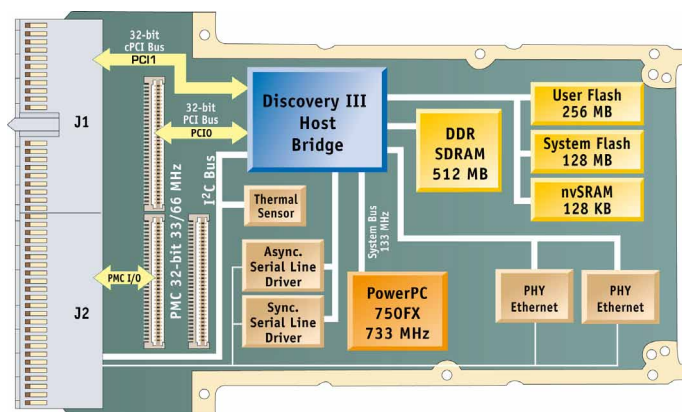 32-bit
cPCI Bus
PCI1
J1
32-bit
PCI Bus
PCI0
Discovery III
Host
Bridge
DDR
SDRAM
512 MB
User Flash
256 MB
System Flash
128 MB
nvSRAM
128 KB
I²C Bus
Thermal
Sensor
PMC 32-bit 33/66 MHz
System Bus
133 MHz
Async.
Serial Line
Driver
PMC I/O
J2
Sync.
Serial Line
Driver
PowerPC
750FX
733 MHz
PHY
Ethernet
PHY
Ethernet